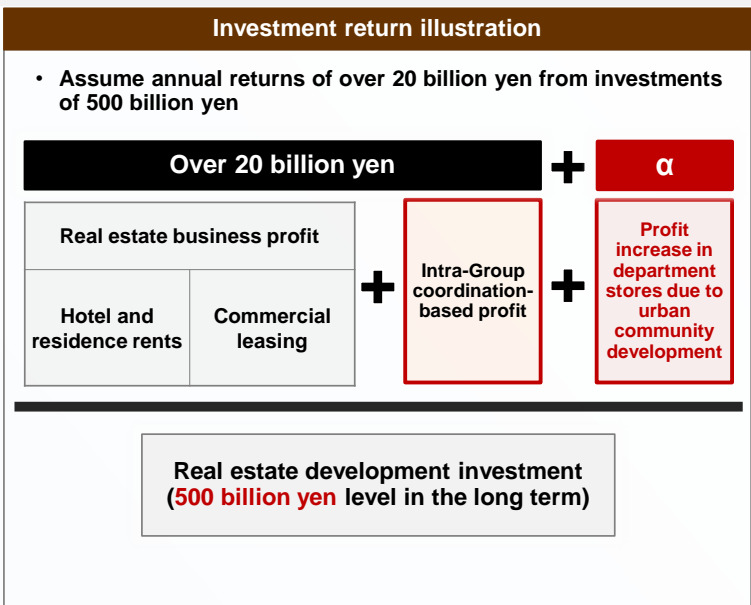 Investment return illustration
• Assume annual returns of over 20 billion yen from investments
of 500 billion yen
Over 20 billion yen
+
α
Real estate business profit
Hotel and
residence rents
Commercial
leasing
+
Intra-Group
coordination-
based profit
+
Profit
increase in
department
stores due to
urban
community
development
Real estate development investment
(500 billion yen level in the long term)